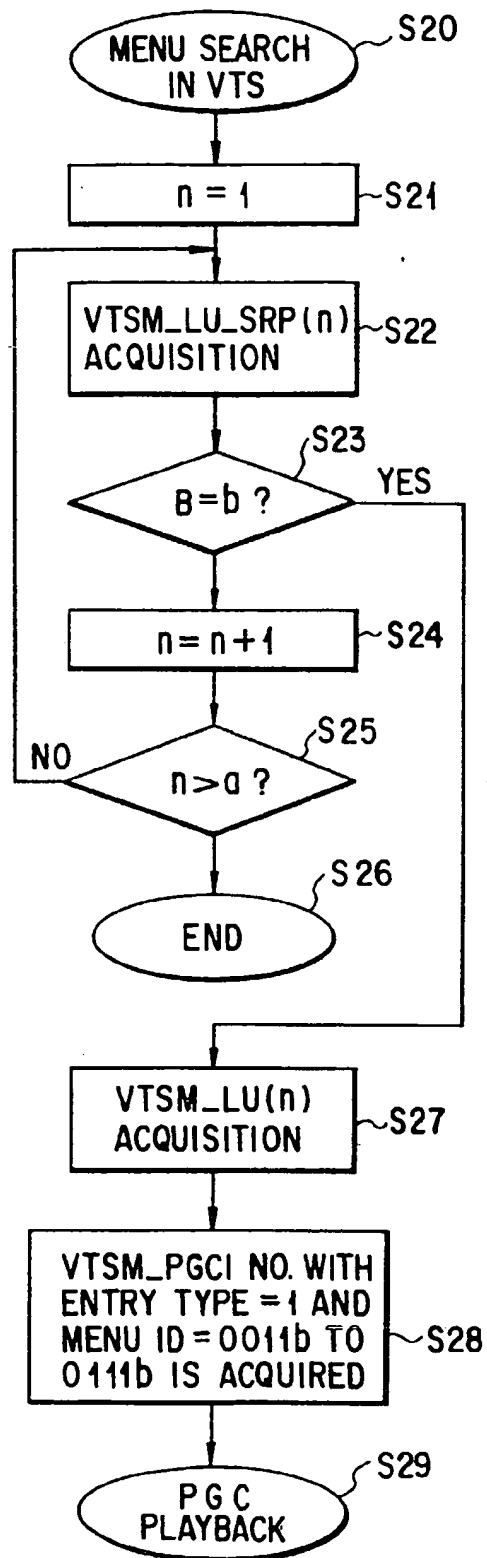 MENU SEARCH
IN VTS
S20
n = 1
S21
VTSM_LU_SRP(n)
ACQUISITION
S22
S23
B=b ?
YES
n = n + 1
S24
S25
NO
n>a ?
S26
END
VTSM_LU(n)
ACQUISITION
S27
VTSM_PGCI NO. WITH
ENTRY TYPE = 1 AND
MENU ID = 0011b TO
0111b IS ACQUIRED
S28
S29
PGC
PLAYBACK